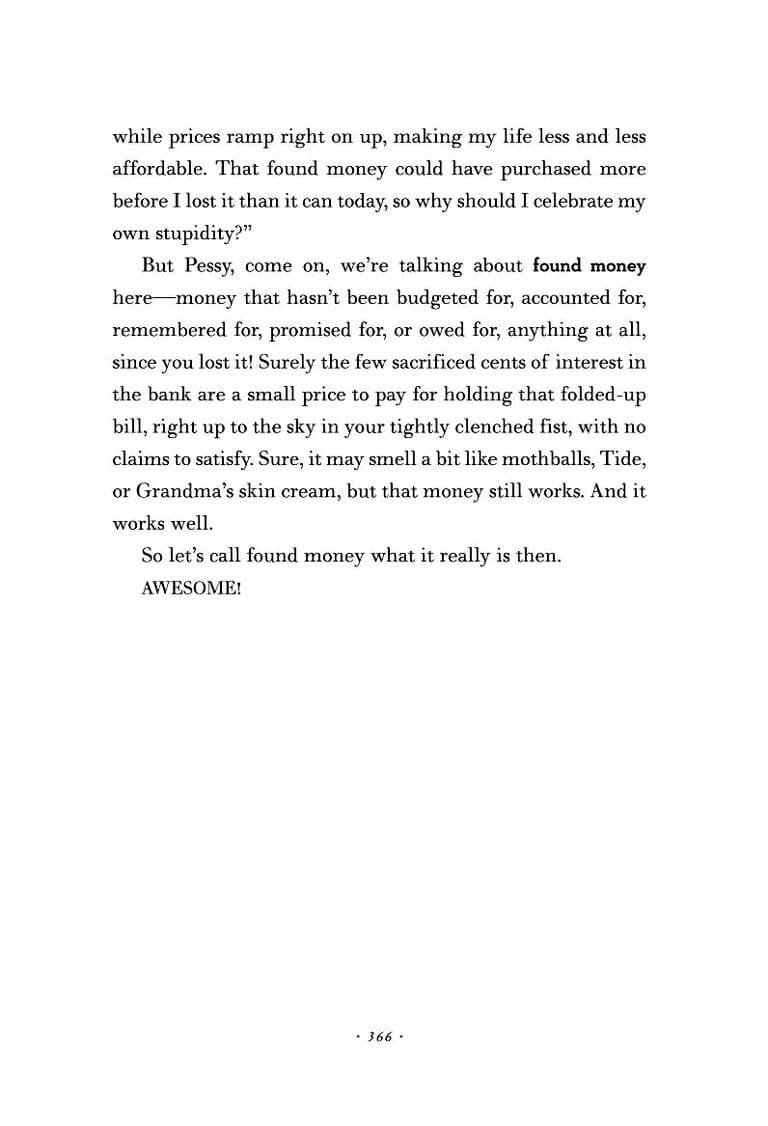 while prices ramp right on up, making my life less and less
affordable. That found money could have purchased more
before I lost it than it can today, so why should I celebrate my
own stupidity?”
But Pessy, come on, we’re talking about found money
here—money that hasn’t been budgeted for, accounted for,
remembered for, promised for, or owed for, anything at all,
since you lost it! Surely the few sacrificed cents of interest in
the bank are a small price to pay for holding that folded-up
bill, right up to the sky in your tightly clenched fist, with no
claims to satisfy. Sure, it may smell a bit like mothballs, Tide,
or Grandma’s skin cream, but that money still works. And it
works well.
So let’s call found money what it really is then.
AWESOME!
· 366 ·